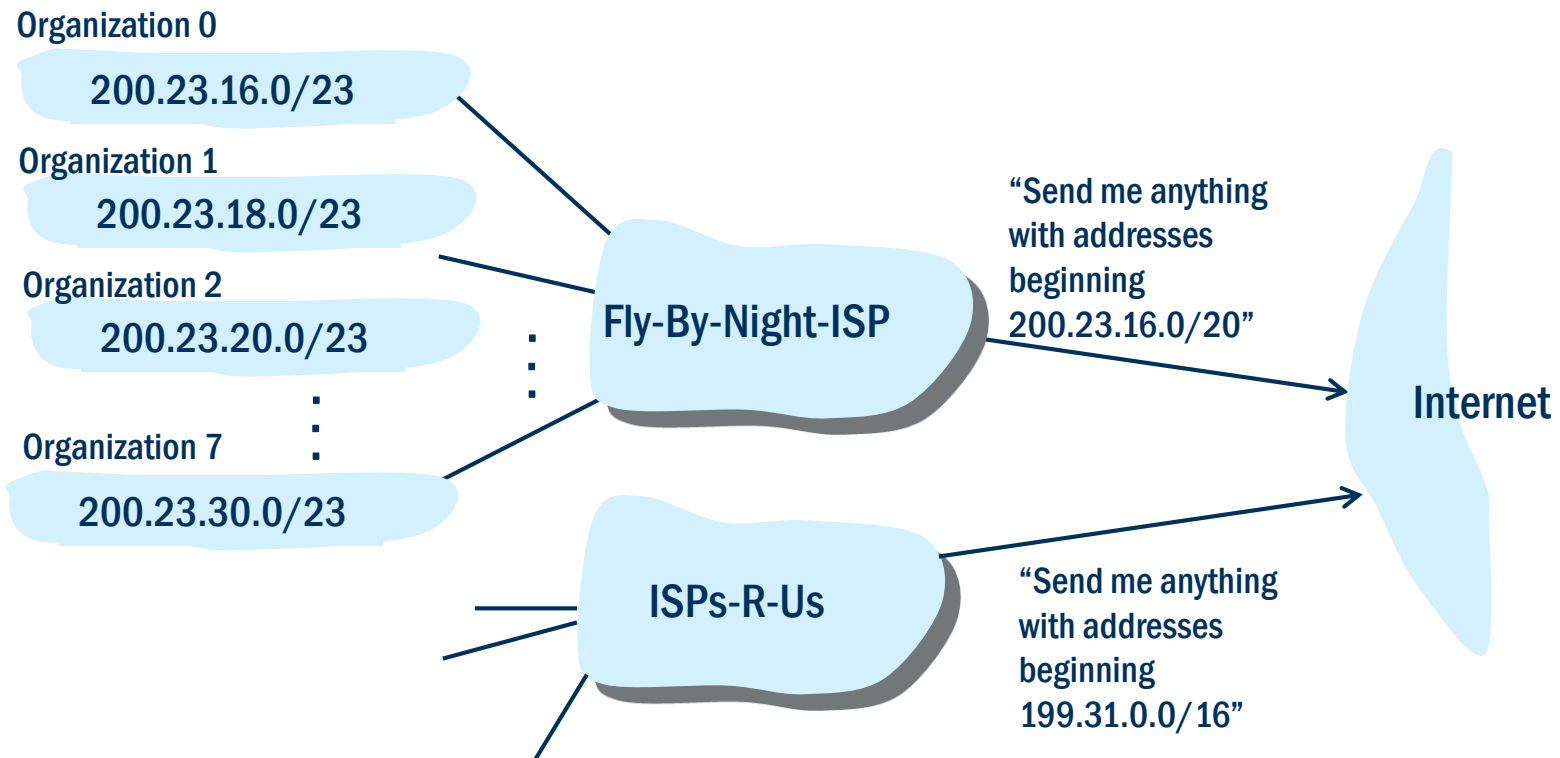 Organization 0
200.23.16.0/23
Organization 1
200.23.18.0/23
Organization 2
200.23.20.0/23
Organization 7
200.23.30.0/23
Fly-By-Night-ISP
“Send me anything
with addresses
beginning
200.23.16.0/20”
Internet
ISPs-R-Us
“Send me anything
with addresses
beginning
199.31.0.0/16”